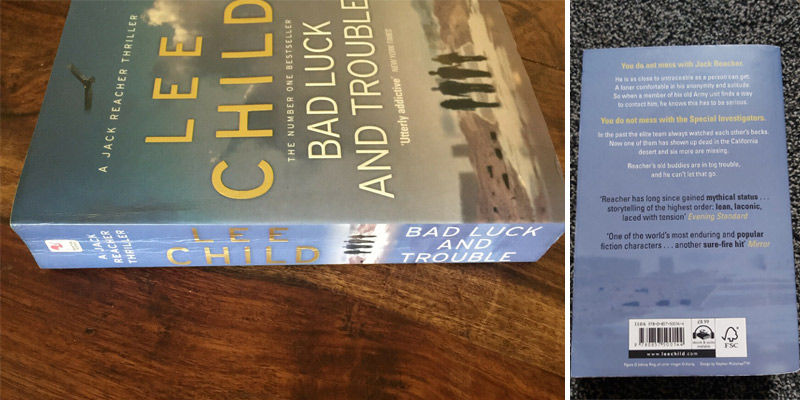 A JACK REACHER THRILLER
LEE
CHILD
THE NUMBER ONE BESTSELLER
BAD LUCK
AND TROUBLE
'Utterly addictive' NEW YORK TIMES
A JACK
REACHER
THRILLER
LEE
CHILD
BAD LUCK
AND
TROUBLE
You do not mess with Jack Reacher.
He is as close to untraceable as a person can get.
A loner comfortable in his anonymity and solitude.
So when a member of his old Army unit finds a way
to contact him, he knows this has to be serious.
You do not mess with the Special Investigators.
In the past the elite team always watched each other's backs.
Now one of them has shown up dead in the California
desert and six more are missing.
Reacher's old buddies are in big trouble,
and he can't let that go.
'Reacher has long since gained mythical status . . .
storytelling of the highest order: lean, laconic,
laced with tension' Evening Standard
'One of the world's most enduring and popular
fiction characters . . . another sure-fire hit' Mirror
ISBN
£8.99
FSC
www.leechild.com